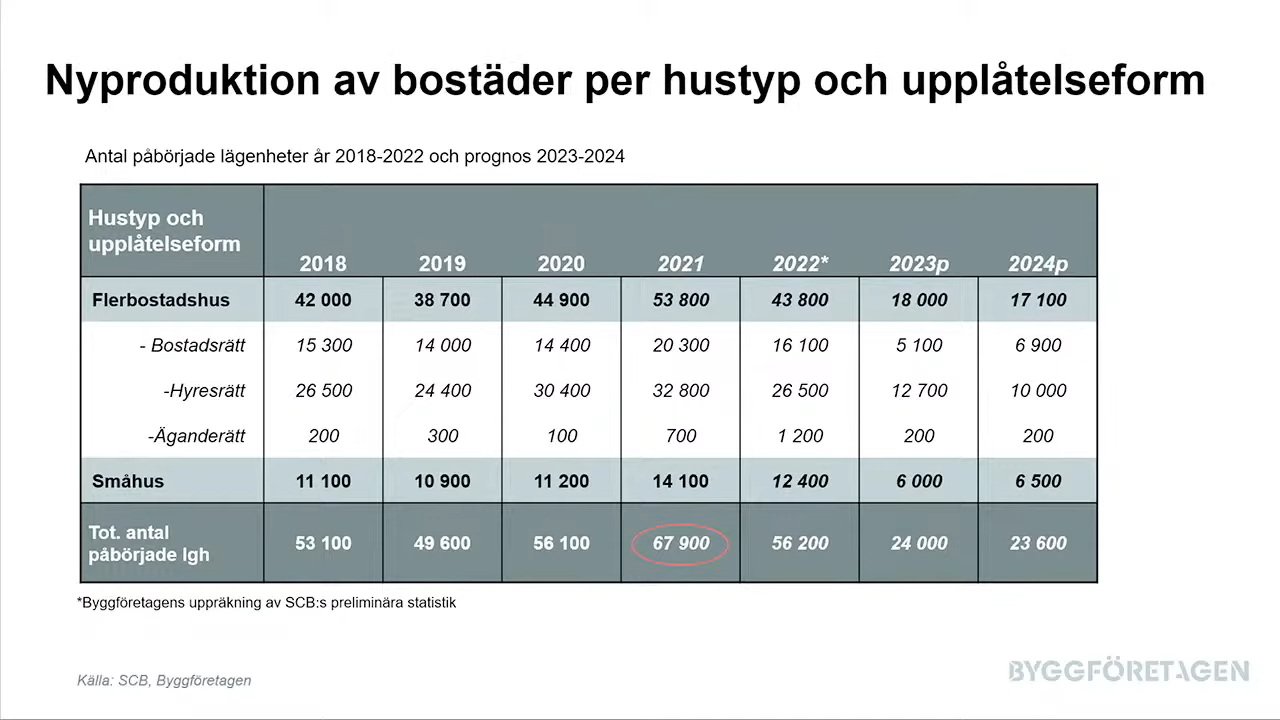 Nyproduktion av bostäder per hustyp och upplåtelseform
Antal påbörjade lägenheter år 2018-2022 och prognos 2023-2024
Hustyp och
upplåtelseform
2018 2019 2020 2021 2022* 2023p 2024p
Flerbostadshus 42 000 38 700 44 900 53 800 43 800 18 000 17 100
- Bostadsrätt 15 300 14 000 14 400 20 300 16 100 5 100 6 900
-Hyresrätt 26 500 24 400 30 400 32 800 26 500 12 700 10 000
-Äganderätt 200 300 100 700 1 200 200 200
Småhus 11 100 10 900 11 200 14 100 12 400 6 000 6 500
Tot. antal
påbörjade lgh 53 100 49 600 56 100 67 900 56 200 24 000 23 600
*Byggföretagens uppräkning av SCB:s preliminära statistik
Källa: SCB, Byggföretagen
BYGGFÖRETAGEN